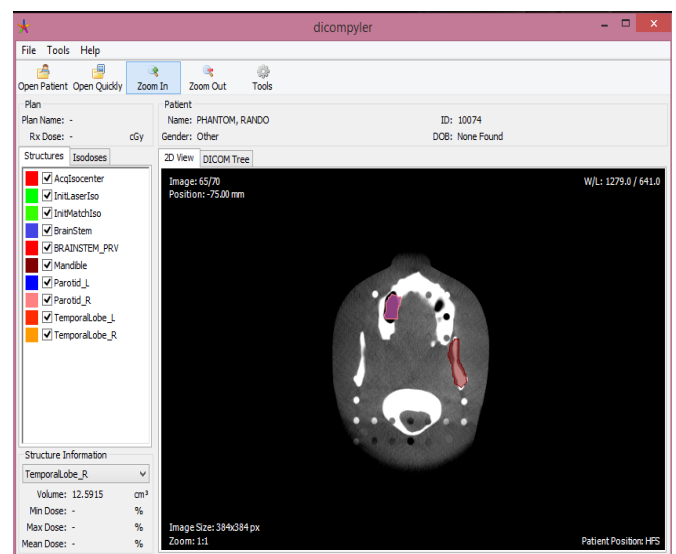 dicompyler
File Tools Help
Open Patient Open Quickly Zoom In Zoom Out Tools
Plan
Plan Name: -
Rx Dose: - cGy
Patient
Name: PHANTOM, RANDO ID: 10074
Gender: Other DOB: None Found
Structures Isodoses
AcqIsocenter
InitLaserIso
InitMatchIso
BrainStem
BRAINSTEM_PRV
Mandible
Parotid_L
Parotid_R
TemporalLobe_L
TemporalLobe_R
Structure Information
TemporalLobe_R
Volume: 12.5915 cm³
Min Dose: - %
Max Dose: - %
Mean Dose: - %
2D View DICOM Tree
Image: 65/70 W/L: 1279.0 / 641.0
Position: -75.00 mm
Image Size: 384x384 px
Zoom: 1:1 Patient Position: HFS